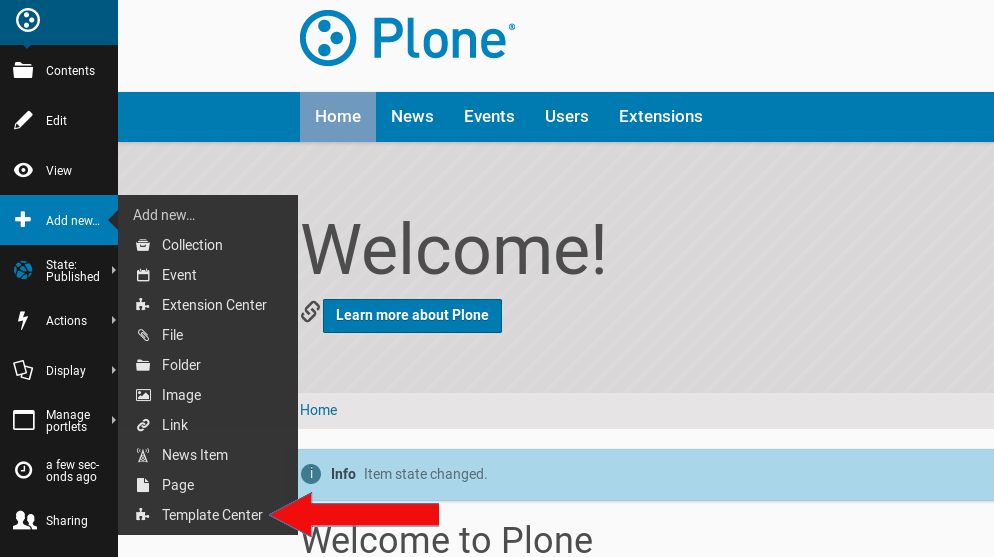 Plone®
Contents
Edit
View
Add new…
State:
Published
Actions
Display
Manage
portlets
a few sec-
onds ago
Sharing
Add new…
Collection
Event
Extension Center
File
Folder
Image
Link
News Item
Page
Template Center
Home News Events Users Extensions
Welcome!
Learn more about Plone
Home
i Info Item state changed.
Welcome to Plone